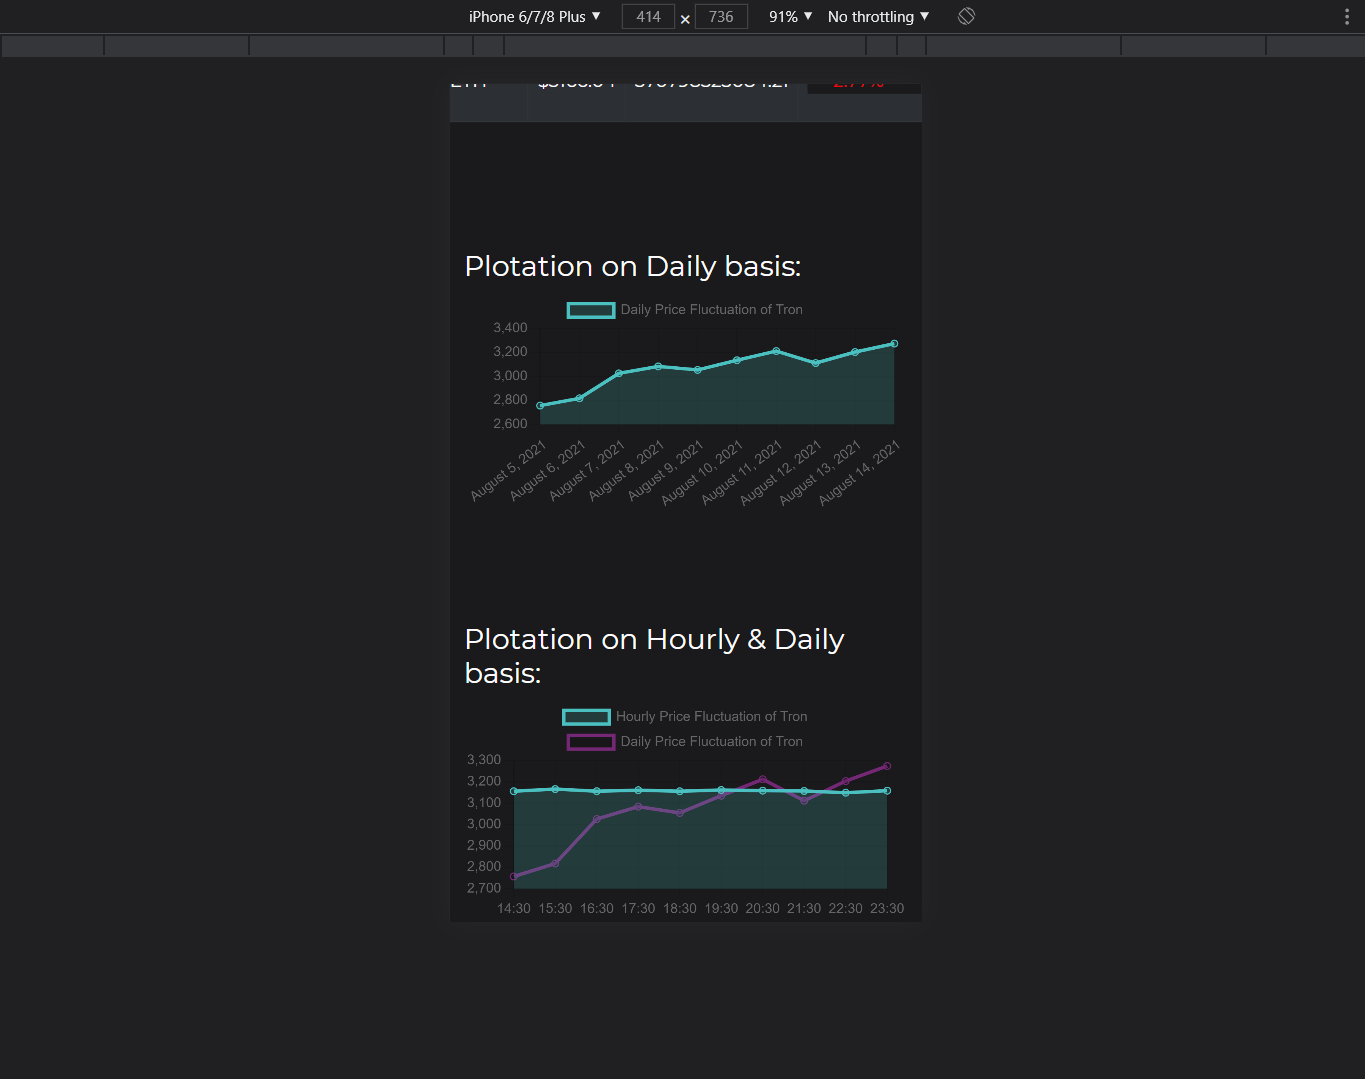 iPhone 6/7/8 Plus ▼ 414 × 736 91% ▼ No throttling ▼
Plotation on Daily basis:
Daily Price Fluctuation of Tron
3,400
3,200
3,000
2,800
2,600
August 5, 2021 August 6, 2021 August 7, 2021 August 8, 2021 August 9, 2021 August 10, 2021 August 11, 2021 August 12, 2021 August 13, 2021 August 14, 2021
Plotation on Hourly & Daily
basis:
Hourly Price Fluctuation of Tron
Daily Price Fluctuation of Tron
3,300
3,200
3,100
3,000
2,900
2,800
2,700
14:30 15:30 16:30 17:30 18:30 19:30 20:30 21:30 22:30 23:30